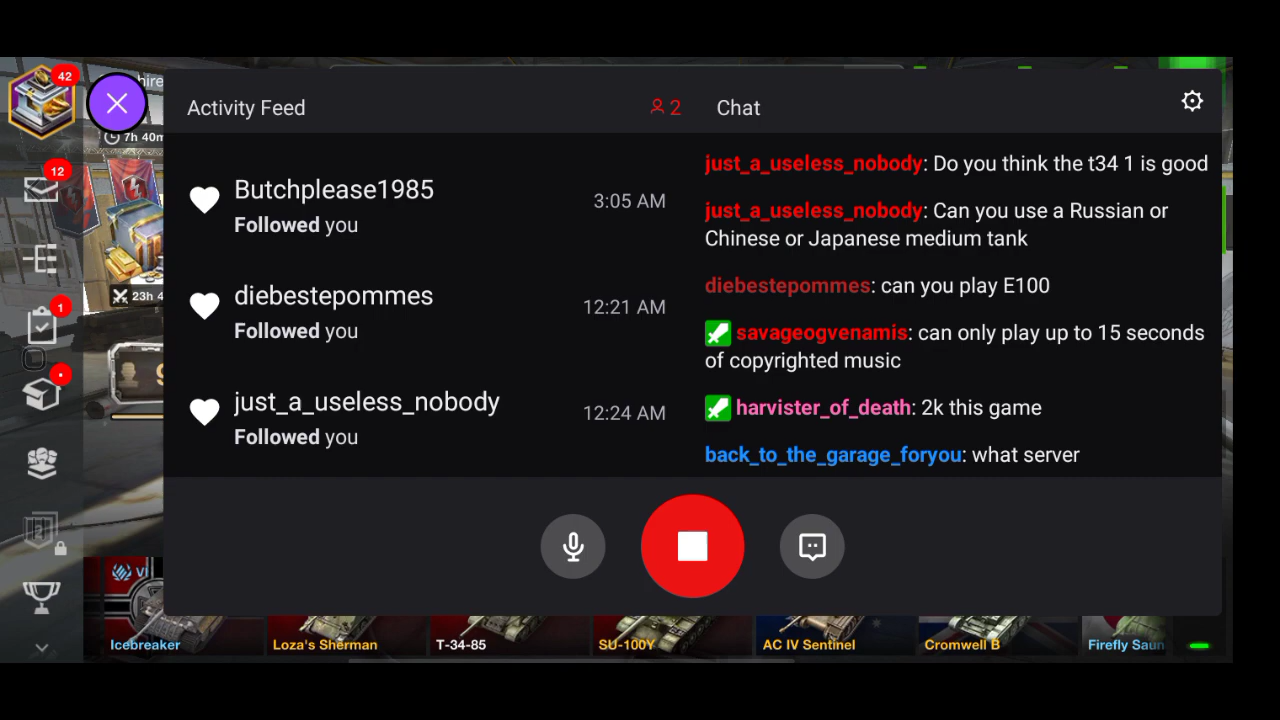 42
hire
7h 40m
12
23h 4
1
Activity Feed
2
Butchplease1985
3:05 AM
Followed you
diebestepommes
12:21 AM
Followed you
just_a_useless_nobody
12:24 AM
Followed you
Chat
just_a_useless_nobody: Do you think the t34 1 is good
just_a_useless_nobody: Can you use a Russian or
Chinese or Japanese medium tank
diebestepommes: can you play E100
savageogvenamis: can only play up to 15 seconds
of copyrighted music
harvister_of_death: 2k this game
back_to_the_garage_foryou: what server
VI
Icebreaker
Loza's Sherman
T-34-85
SU-100Y
AC IV Sentinel
Cromwell B
Firefly Saun